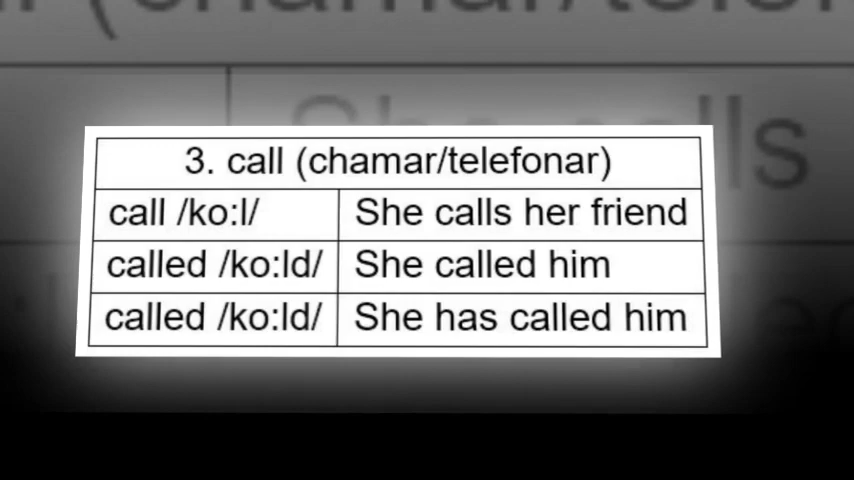 3. call (chamar/telefonar)
call /ko:l/ She calls her friend
called /ko:ld/ She called him
called /ko:ld/ She has called him